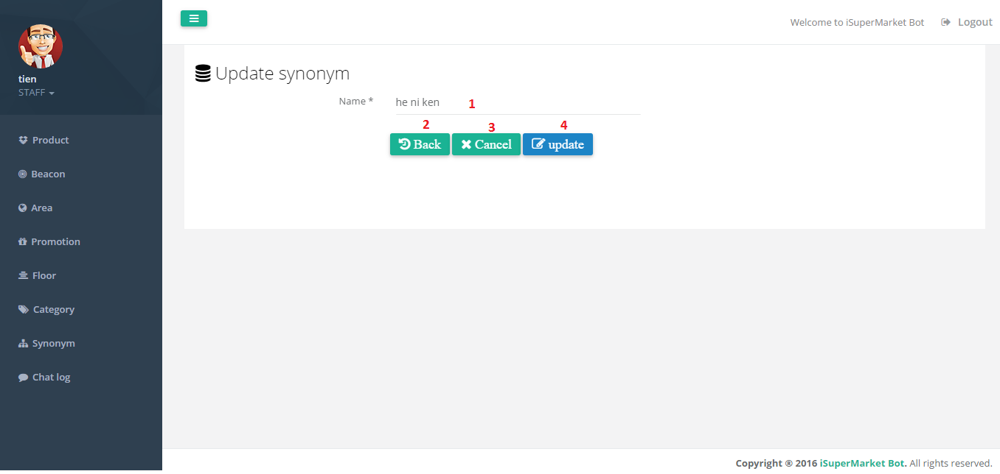 Welcome to iSuperMarket Bot Logout
tien
STAFF
Product
Beacon
Area
Promotion
Floor
Category
Synonym
Chat log
Update synonym
Name * he ni ken 1
2 3 4
Back Cancel update
Copyright ® 2016 iSuperMarket Bot. All rights reserved.